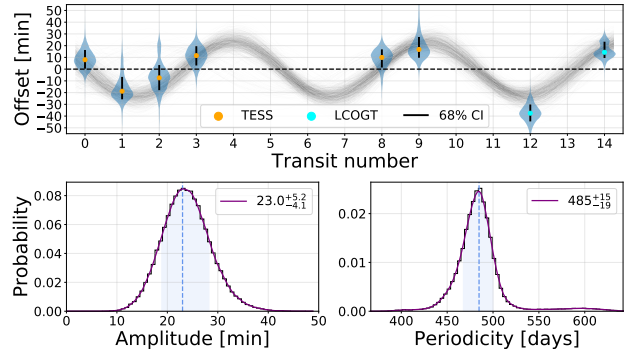 Offset [min]
50
40
30
20
10
0
−10
−20
−30
−40
−50
TESS LCOGT 68% CI
0 1 2 3 4 5 6 7 8 9 10 11 12 13 14
Transit number
Probability
0.08
0.06
0.04
0.02
0.00
23.0+5.2−4.1
0 10 20 30 40 50
Amplitude [min]
0.02
0.01
0.00
485+15−19
400 450 500 550 600
Periodicity [days]